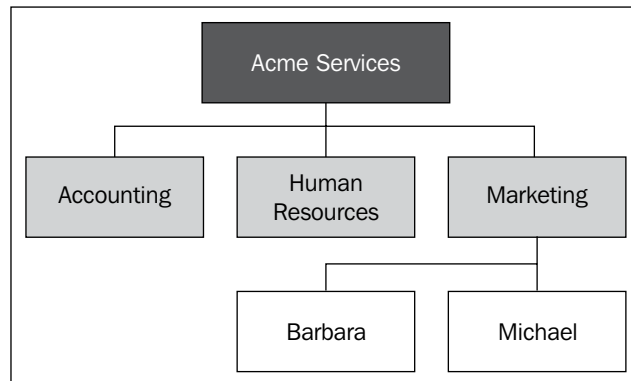 Acme Services
Accounting
Human
Resources
Marketing
Barbara
Michael